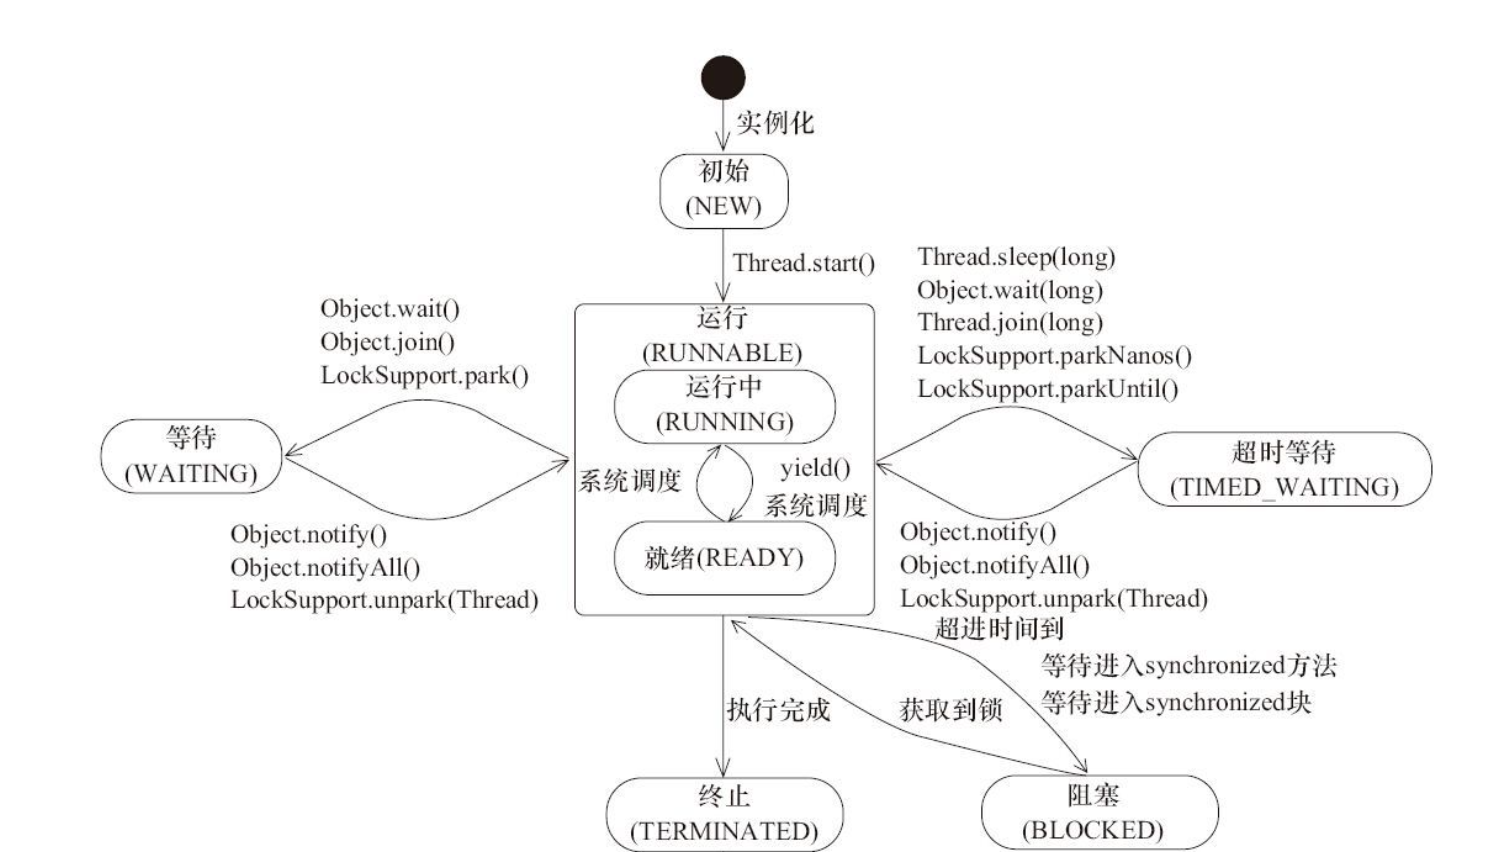 实例化
初始
(NEW)
Thread.start()
Object.wait()
Object.join()
LockSupport.park()
等待
(WAITING)
Object.notify()
Object.notifyAll()
LockSupport.unpark(Thread)
运行
(RUNNABLE)
运行中
(RUNNING)
系统调度
yield()
系统调度
就绪(READY)
Thread.sleep(long)
Object.wait(long)
Thread.join(long)
LockSupport.parkNanos()
LockSupport.parkUntil()
超时等待
(TIMED_WAITING)
Object.notify()
Object.notifyAll()
LockSupport.unpark(Thread)
超进时间到
等待进入synchronized方法
等待进入synchronized块
获取到锁
执行完成
终止
(TERMINATED)
阻塞
(BLOCKED)